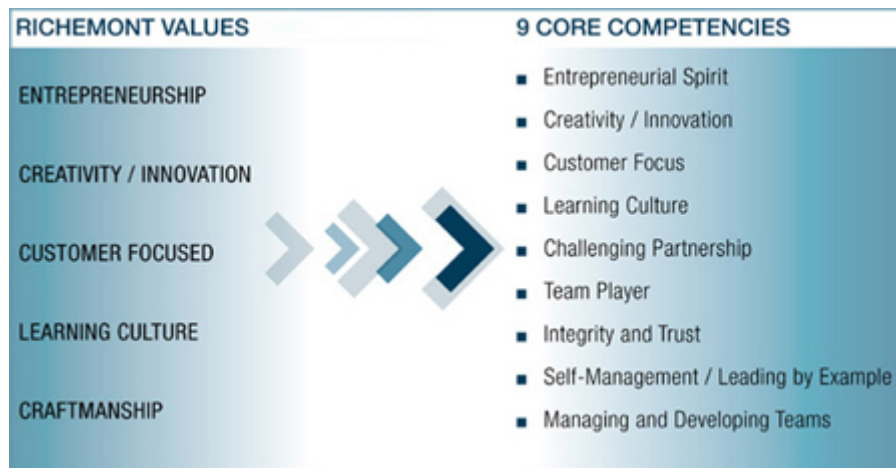 RICHEMONT VALUES
ENTREPRENEURSHIP
CREATIVITY / INNOVATION
CUSTOMER FOCUSED
LEARNING CULTURE
CRAFTMANSHIP
9 CORE COMPETENCIES
Entrepreneurial Spirit
Creativity / Innovation
Customer Focus
Learning Culture
Challenging Partnership
Team Player
Integrity and Trust
Self-Management / Leading by Example
Managing and Developing Teams